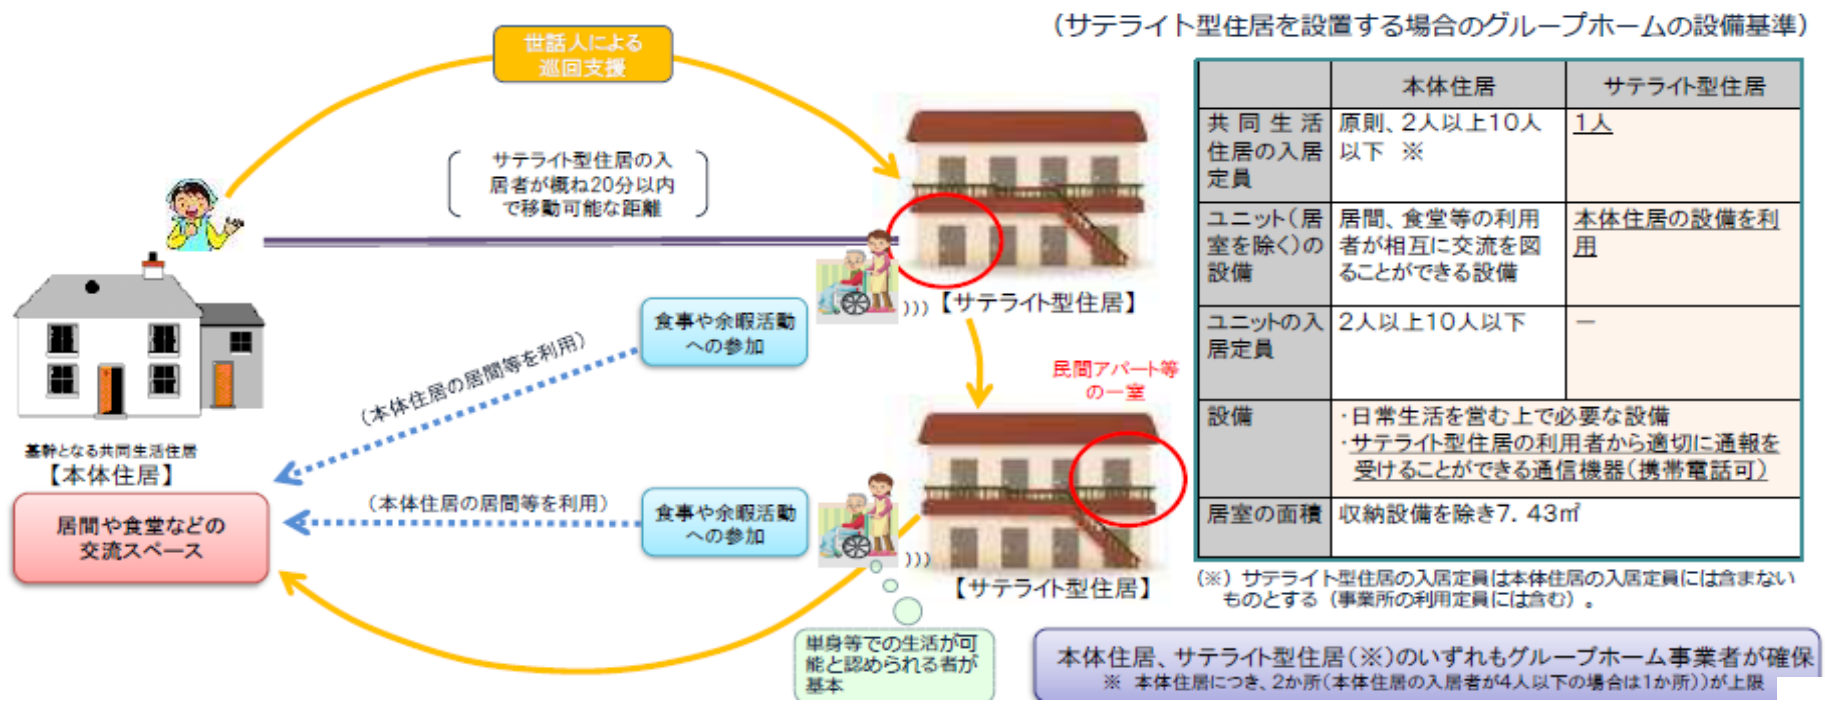 世話人による
巡回支援
サテライト型住居の入
居者が概ね20分以内
で移動可能な距離
【サテライト型住居】
食事や余暇活動
への参加
(本体住居の居間等を利用)
民間アパート等
の一室
基幹となる共同生活住居
【本体住居】
居間や食堂などの
交流スペース
(本体住居の居間等を利用)
食事や余暇活動
への参加
【サテライト型住居】
単身等での生活が可
能と認められる者が
基本
(サテライト型住居を設置する場合のグループホームの設備基準)
本体住居 サテライト型住居
共同生活 原則、2人以上10人 1人
住居の入居 以下 ※
定員
ユニット(居 居間、食堂等の利用 本体住居の設備を利
室を除く)の 者が相互に交流を図 用
設備 ることができる設備
ユニットの入 2人以上10人以下 －
居定員
設備 ・日常生活を営む上で必要な設備
・サテライト型住居の利用者から適切に通報を
受けることができる通信機器(携帯電話可)
居室の面積 収納設備を除き7.43㎡
(※) サテライト型住居の入居定員は本体住居の入居定員には含まない
ものとする(事業所の利用定員には含む)。
本体住居、サテライト型住居(※)のいずれもグループホーム事業者が確保
※ 本体住居につき、2か所(本体住居の入居者が4人以下の場合は1か所))が上限